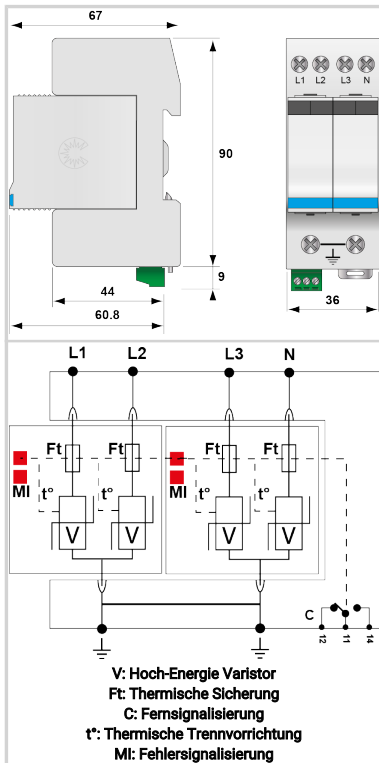 67
L1 L2 L3 N
90
9
44
60.8
36
L1 L2 L3 N
Ft Ft Ft Ft
MI t° t° MI t° t°
V V V V
C
12 11 14
V: Hoch-Energie Varistor
Ft: Thermische Sicherung
C: Fernsignalisierung
t°: Thermische Trennvorrichtung
MI: Fehlersignalisierung